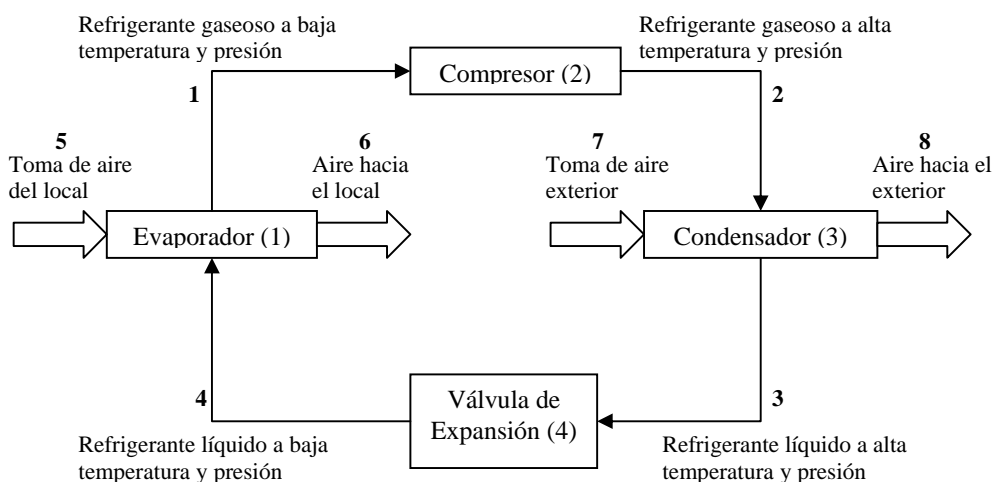 Refrigerante gaseoso a baja
temperatura y presión
Refrigerante gaseoso a alta
temperatura y presión
Compresor (2)
1
2
5
Toma de aire
del local
6
Aire hacia
el local
7
Toma de aire
exterior
8
Aire hacia el
exterior
Evaporador (1)
Condensador (3)
4
Válvula de
Expansión (4)
3
Refrigerante líquido a baja
temperatura y presión
Refrigerante líquido a alta
temperatura y presión